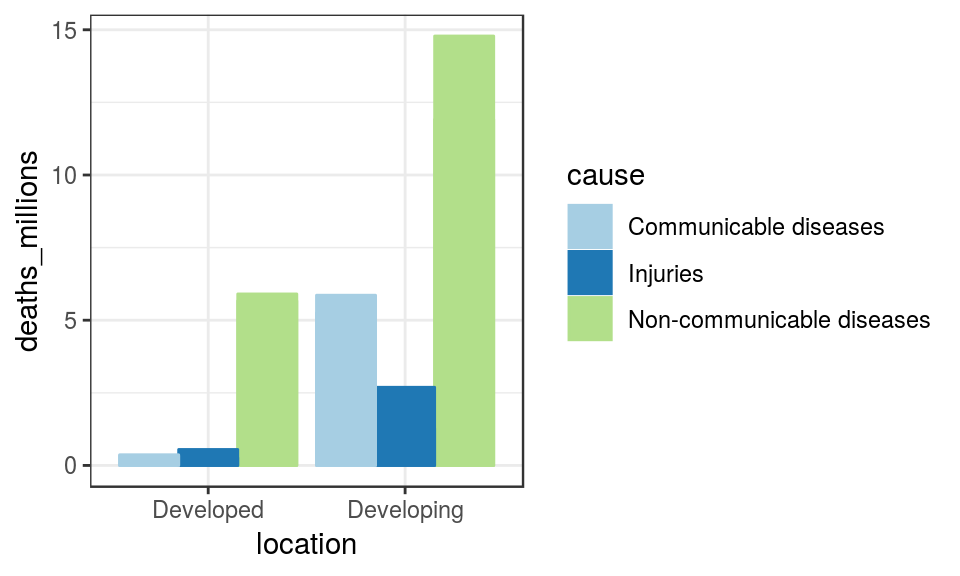 15
10
5
0
deaths_millions
Developed
Developing
location
cause
Communicable diseases
Injuries
Non-communicable diseases